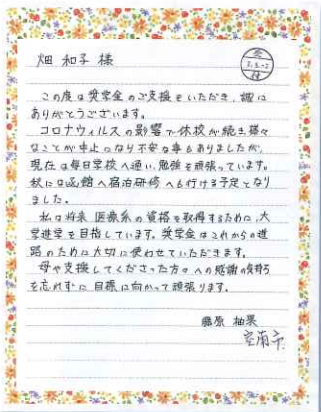 畑 和子 様
この度は奨学金のご支援をいただき、誠に
ありがとうございます。
コロナウィルスの影響で休校が続き、様々
なことが中止になり不安な事もありましたが、
現在は毎日学校へ通い、勉強を頑張っています。
秋には函館へ宿泊研修へも行ける予定となり
ました。
私は将来 医療系の資格を取得するために、大
学進学を目指しています。奨学金はこれからの進
路のために大切に使わせていただきます。
母や支援してくださった方々への感謝の気持ち
を忘れずに 目標に向かって頑張ります。
藤原 柚果